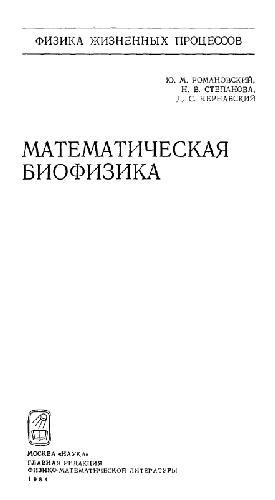 ФИЗИКА ЖИЗНЕННЫХ ПРОЦЕССОВ
Ю. М. РОМАНОВСКИЙ,
Н. В. СТЕПАНОВА,
Д. С. ЧЕРНАВСКИЙ
МАТЕМАТИЧЕСКАЯ
БИОФИЗИКА
МОСКВА «НАУКА»
ГЛАВНАЯ РЕДАКЦИЯ
ФИЗИКО-МАТЕМАТИЧЕСКОЙ ЛИТЕРАТУРЫ
1984